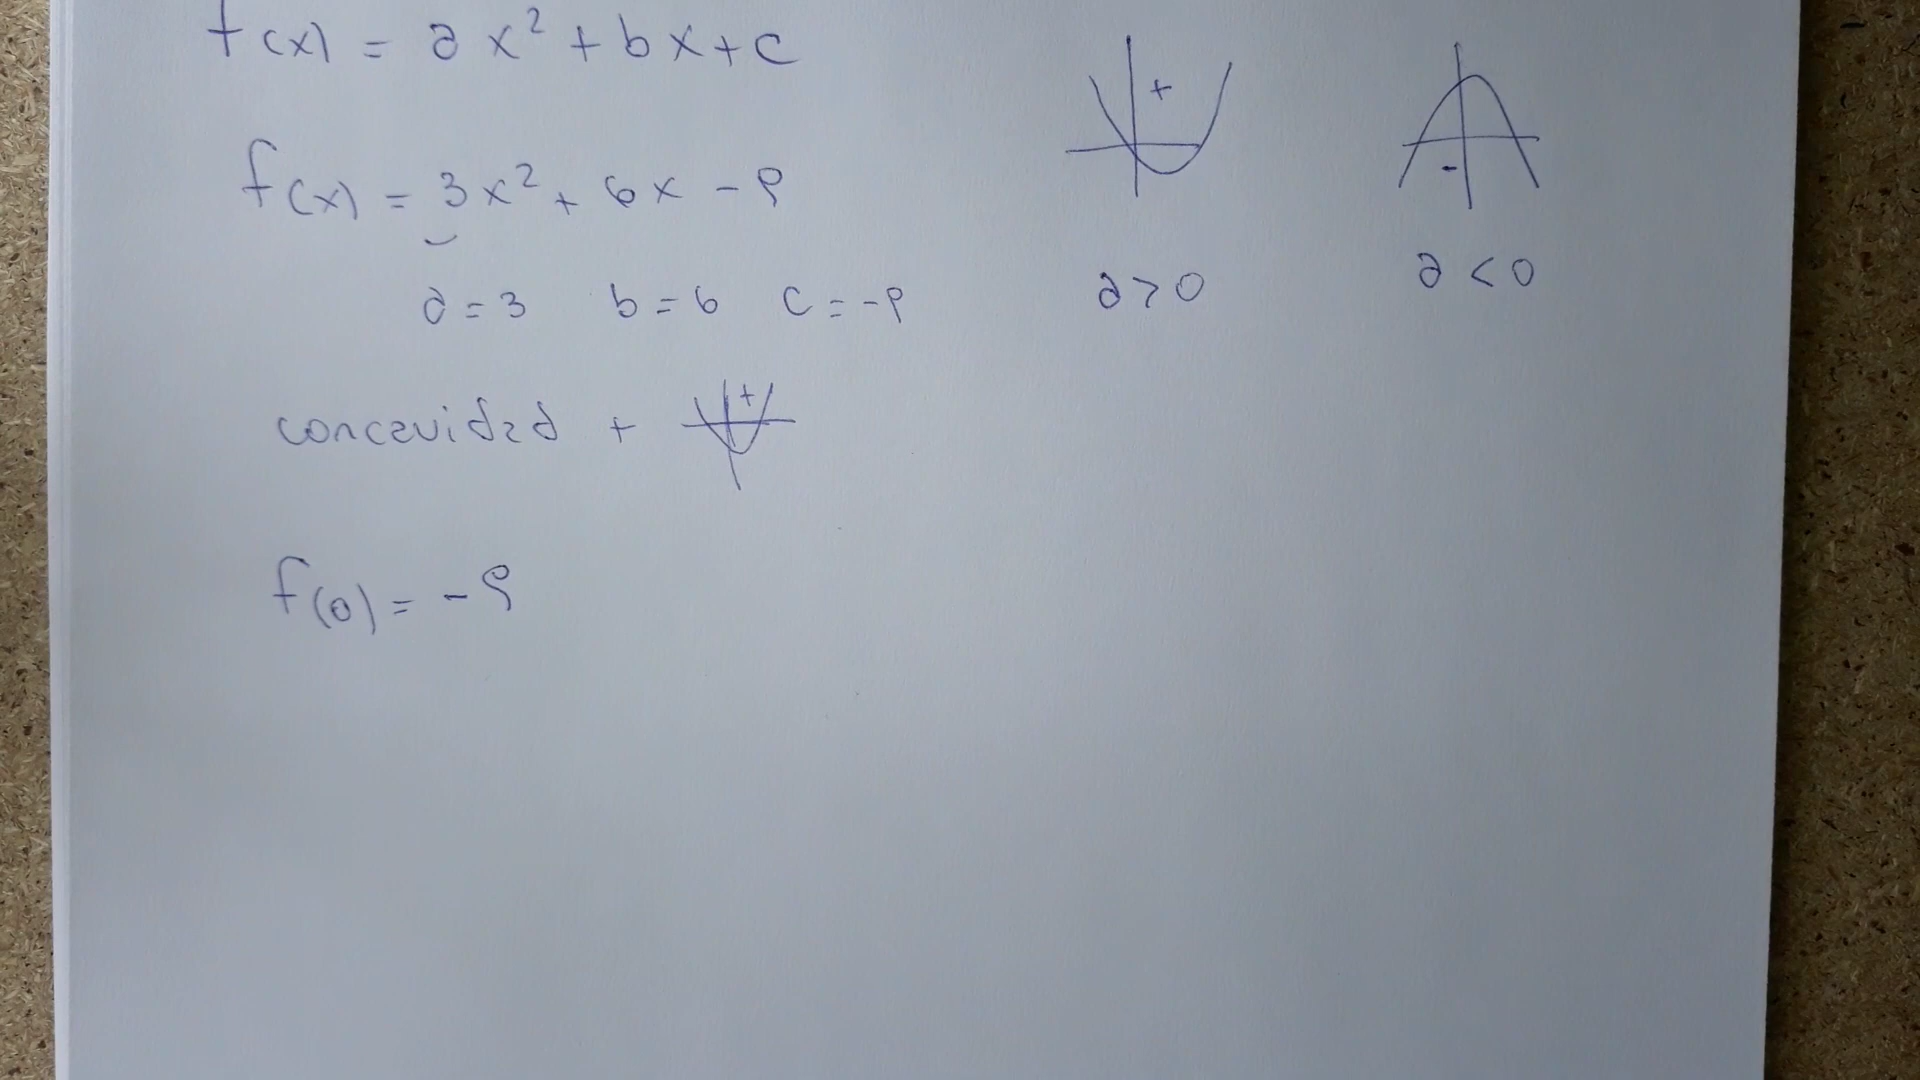 f(x) = ax² + bx + c
f(x) = 3x² + 6x - 9
a = 3 b = 6 c = -9
concavidad + +
f(0) = -9
+
a > 0
-
a < 0